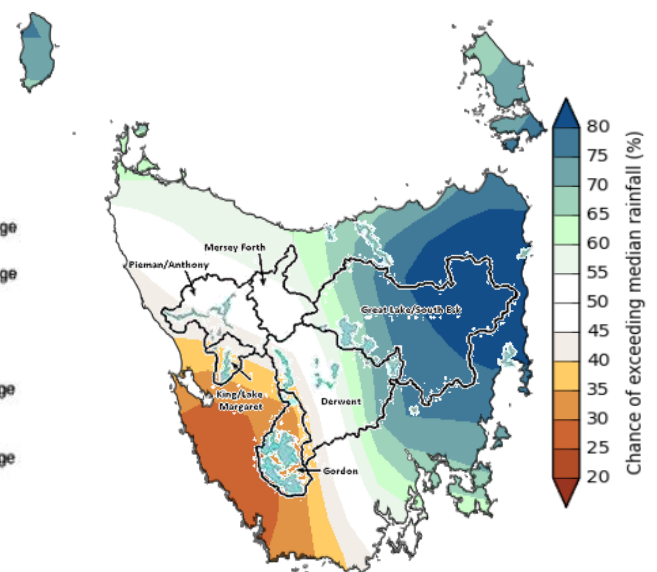 ge
ge
ge
ge
Mersey Forth
Pieman/Anthony
Great Lake/South Esk
King/Lake
Margaret
Derwent
Gordon
80
75
70
65
60
55
50
45
40
35
30
25
20
Chance of exceeding median rainfall (%)